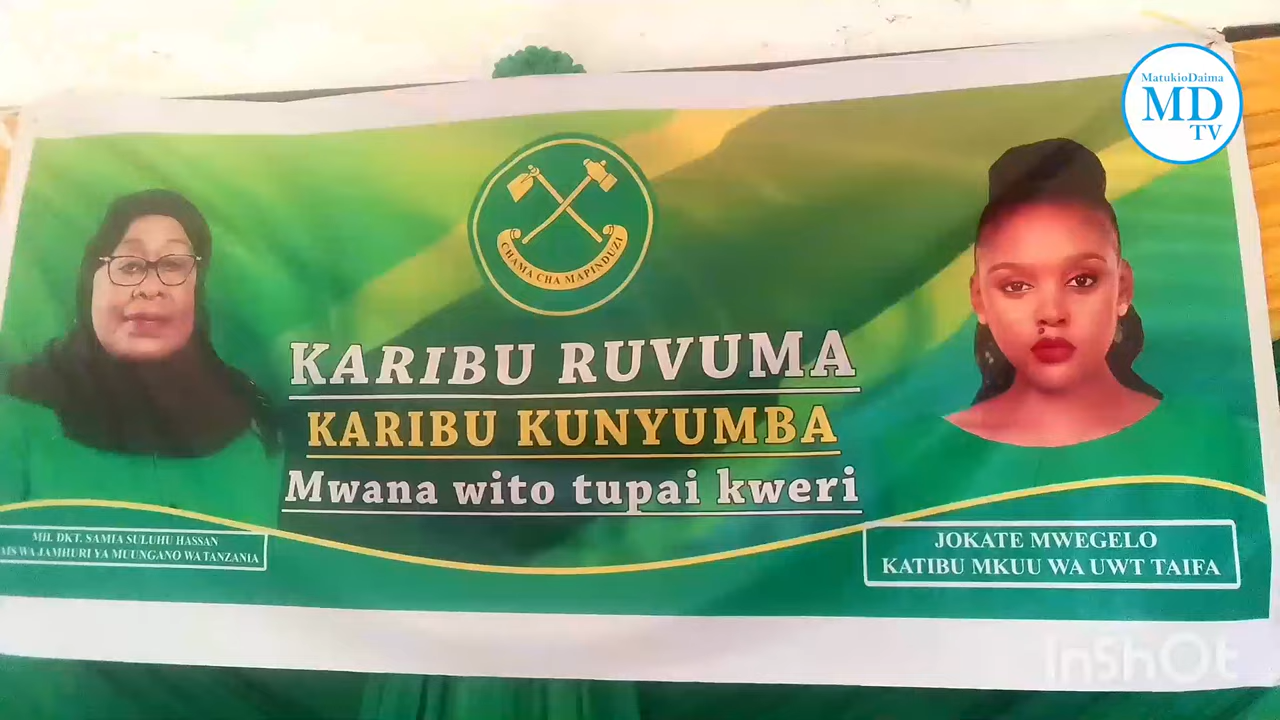 MatukioDaima
MD
TV
CHAMA CHA MAPINDUZI
KARIBU RUVUMA
KARIBU KUNYUMBA
Mwana wito tupai kweri
MH. DKT. SAMIA SULUHU HASSAN
WA JAMHURI YA MUUNGANO WA TANZANIA
JOKATE MWEGELO
KATIBU MKUU WA UWT TAIFA
InShOt